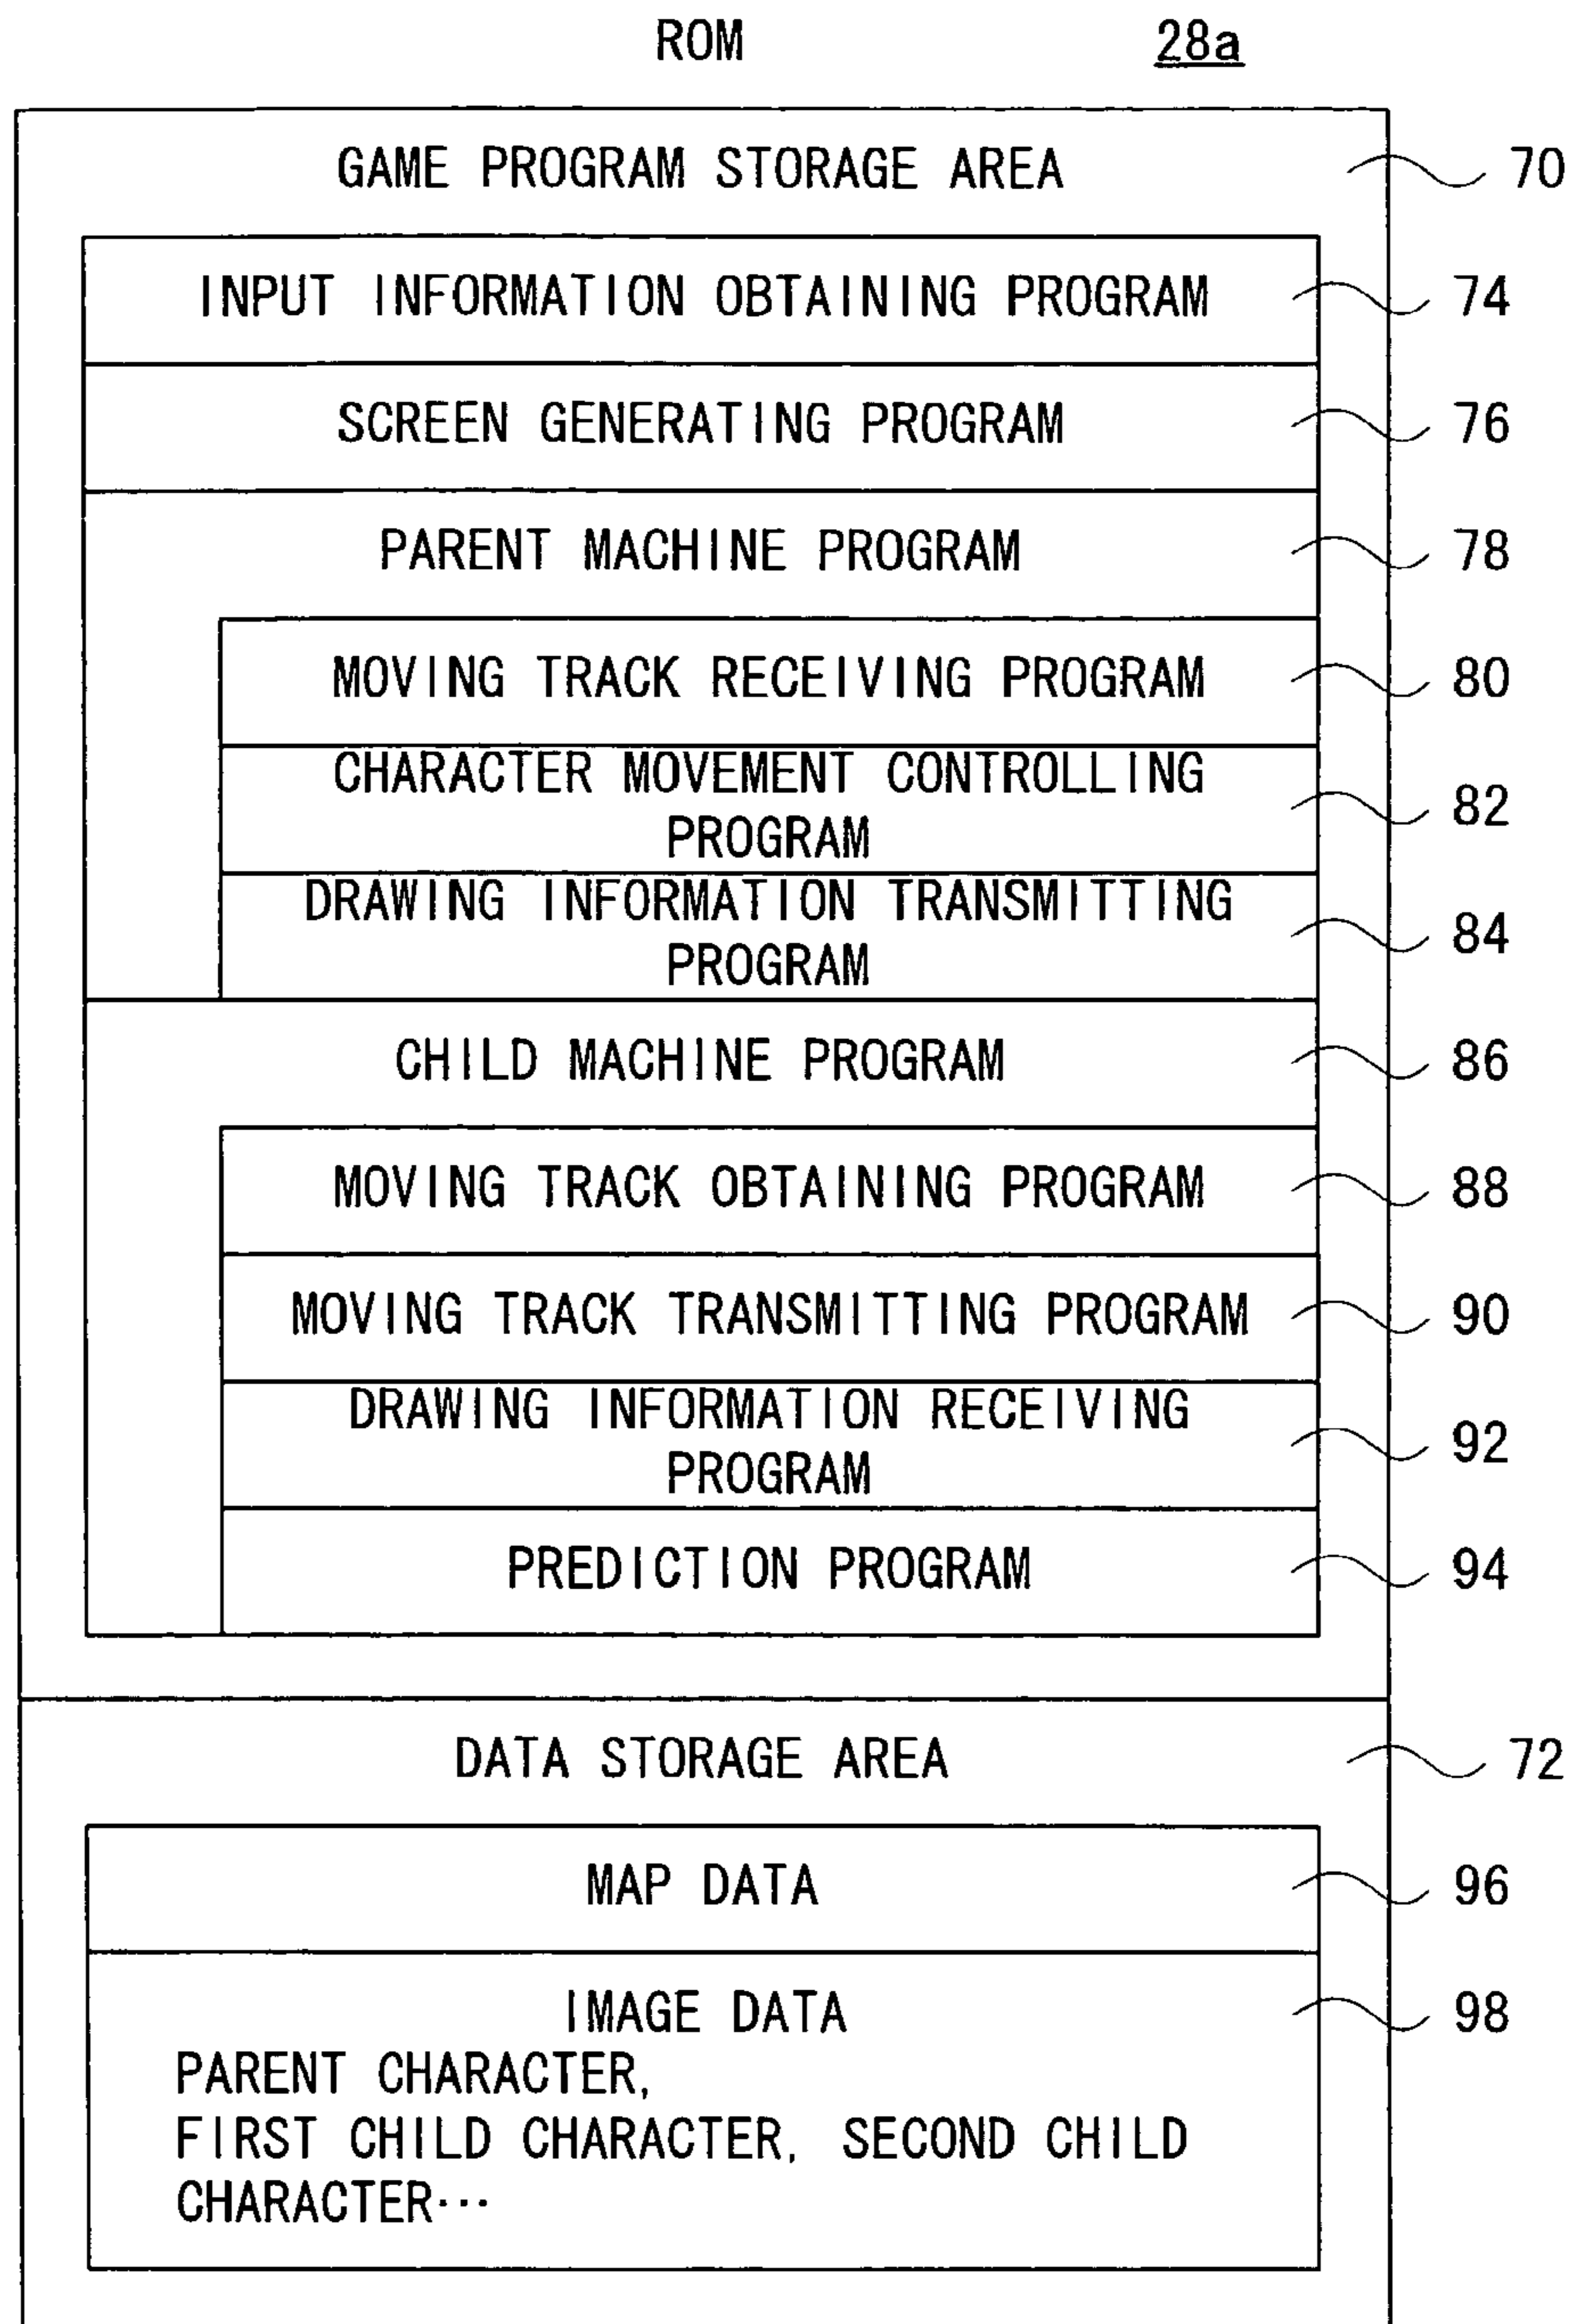 ROM 28a
GAME PROGRAM STORAGE AREA 70
INPUT INFORMATION OBTAINING PROGRAM 74
SCREEN GENERATING PROGRAM 76
PARENT MACHINE PROGRAM 78
MOVING TRACK RECEIVING PROGRAM 80
CHARACTER MOVEMENT CONTROLLING
PROGRAM 82
DRAWING INFORMATION TRANSMITTING
PROGRAM 84
CHILD MACHINE PROGRAM 86
MOVING TRACK OBTAINING PROGRAM 88
MOVING TRACK TRANSMITTING PROGRAM 90
DRAWING INFORMATION RECEIVING
PROGRAM 92
PREDICTION PROGRAM 94
DATA STORAGE AREA 72
MAP DATA 96
IMAGE DATA 98
PARENT CHARACTER,
FIRST CHILD CHARACTER, SECOND CHILD
CHARACTER···